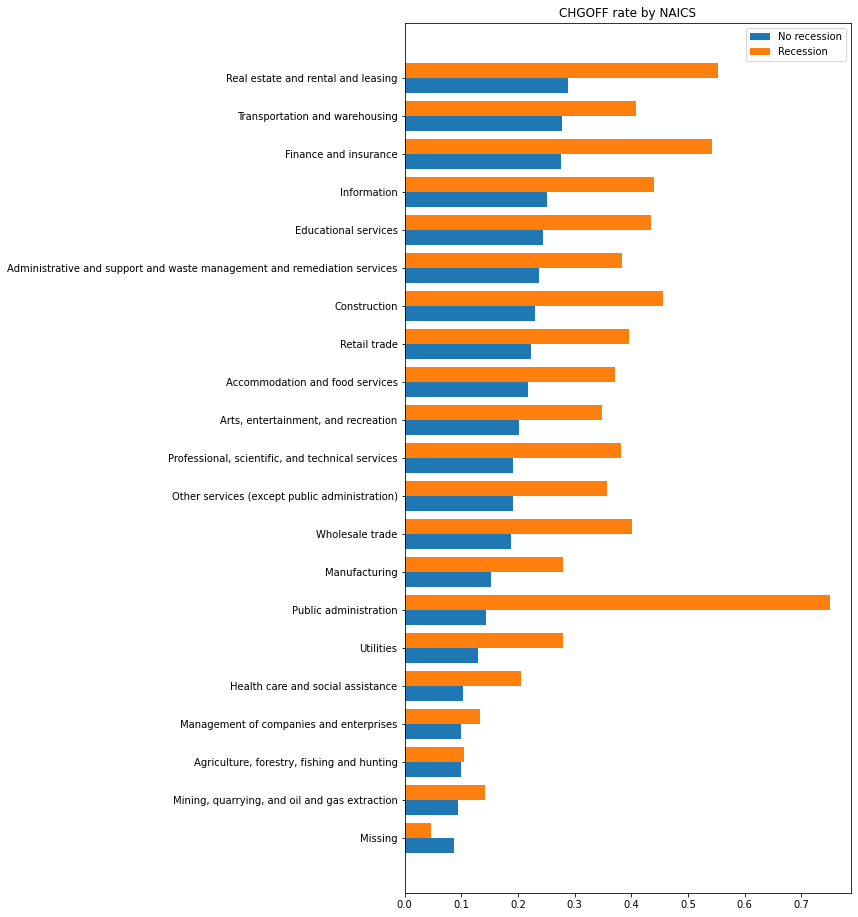 CHGOFF rate by NAICS
No recession
Recession
Real estate and rental and leasing
Transportation and warehousing
Finance and insurance
Information
Educational services
Administrative and support and waste management and remediation services
Construction
Retail trade
Accommodation and food services
Arts, entertainment, and recreation
Professional, scientific, and technical services
Other services (except public administration)
Wholesale trade
Manufacturing
Public administration
Utilities
Health care and social assistance
Management of companies and enterprises
Agriculture, forestry, fishing and hunting
Mining, quarrying, and oil and gas extraction
Missing
0.0 0.1 0.2 0.3 0.4 0.5 0.6 0.7